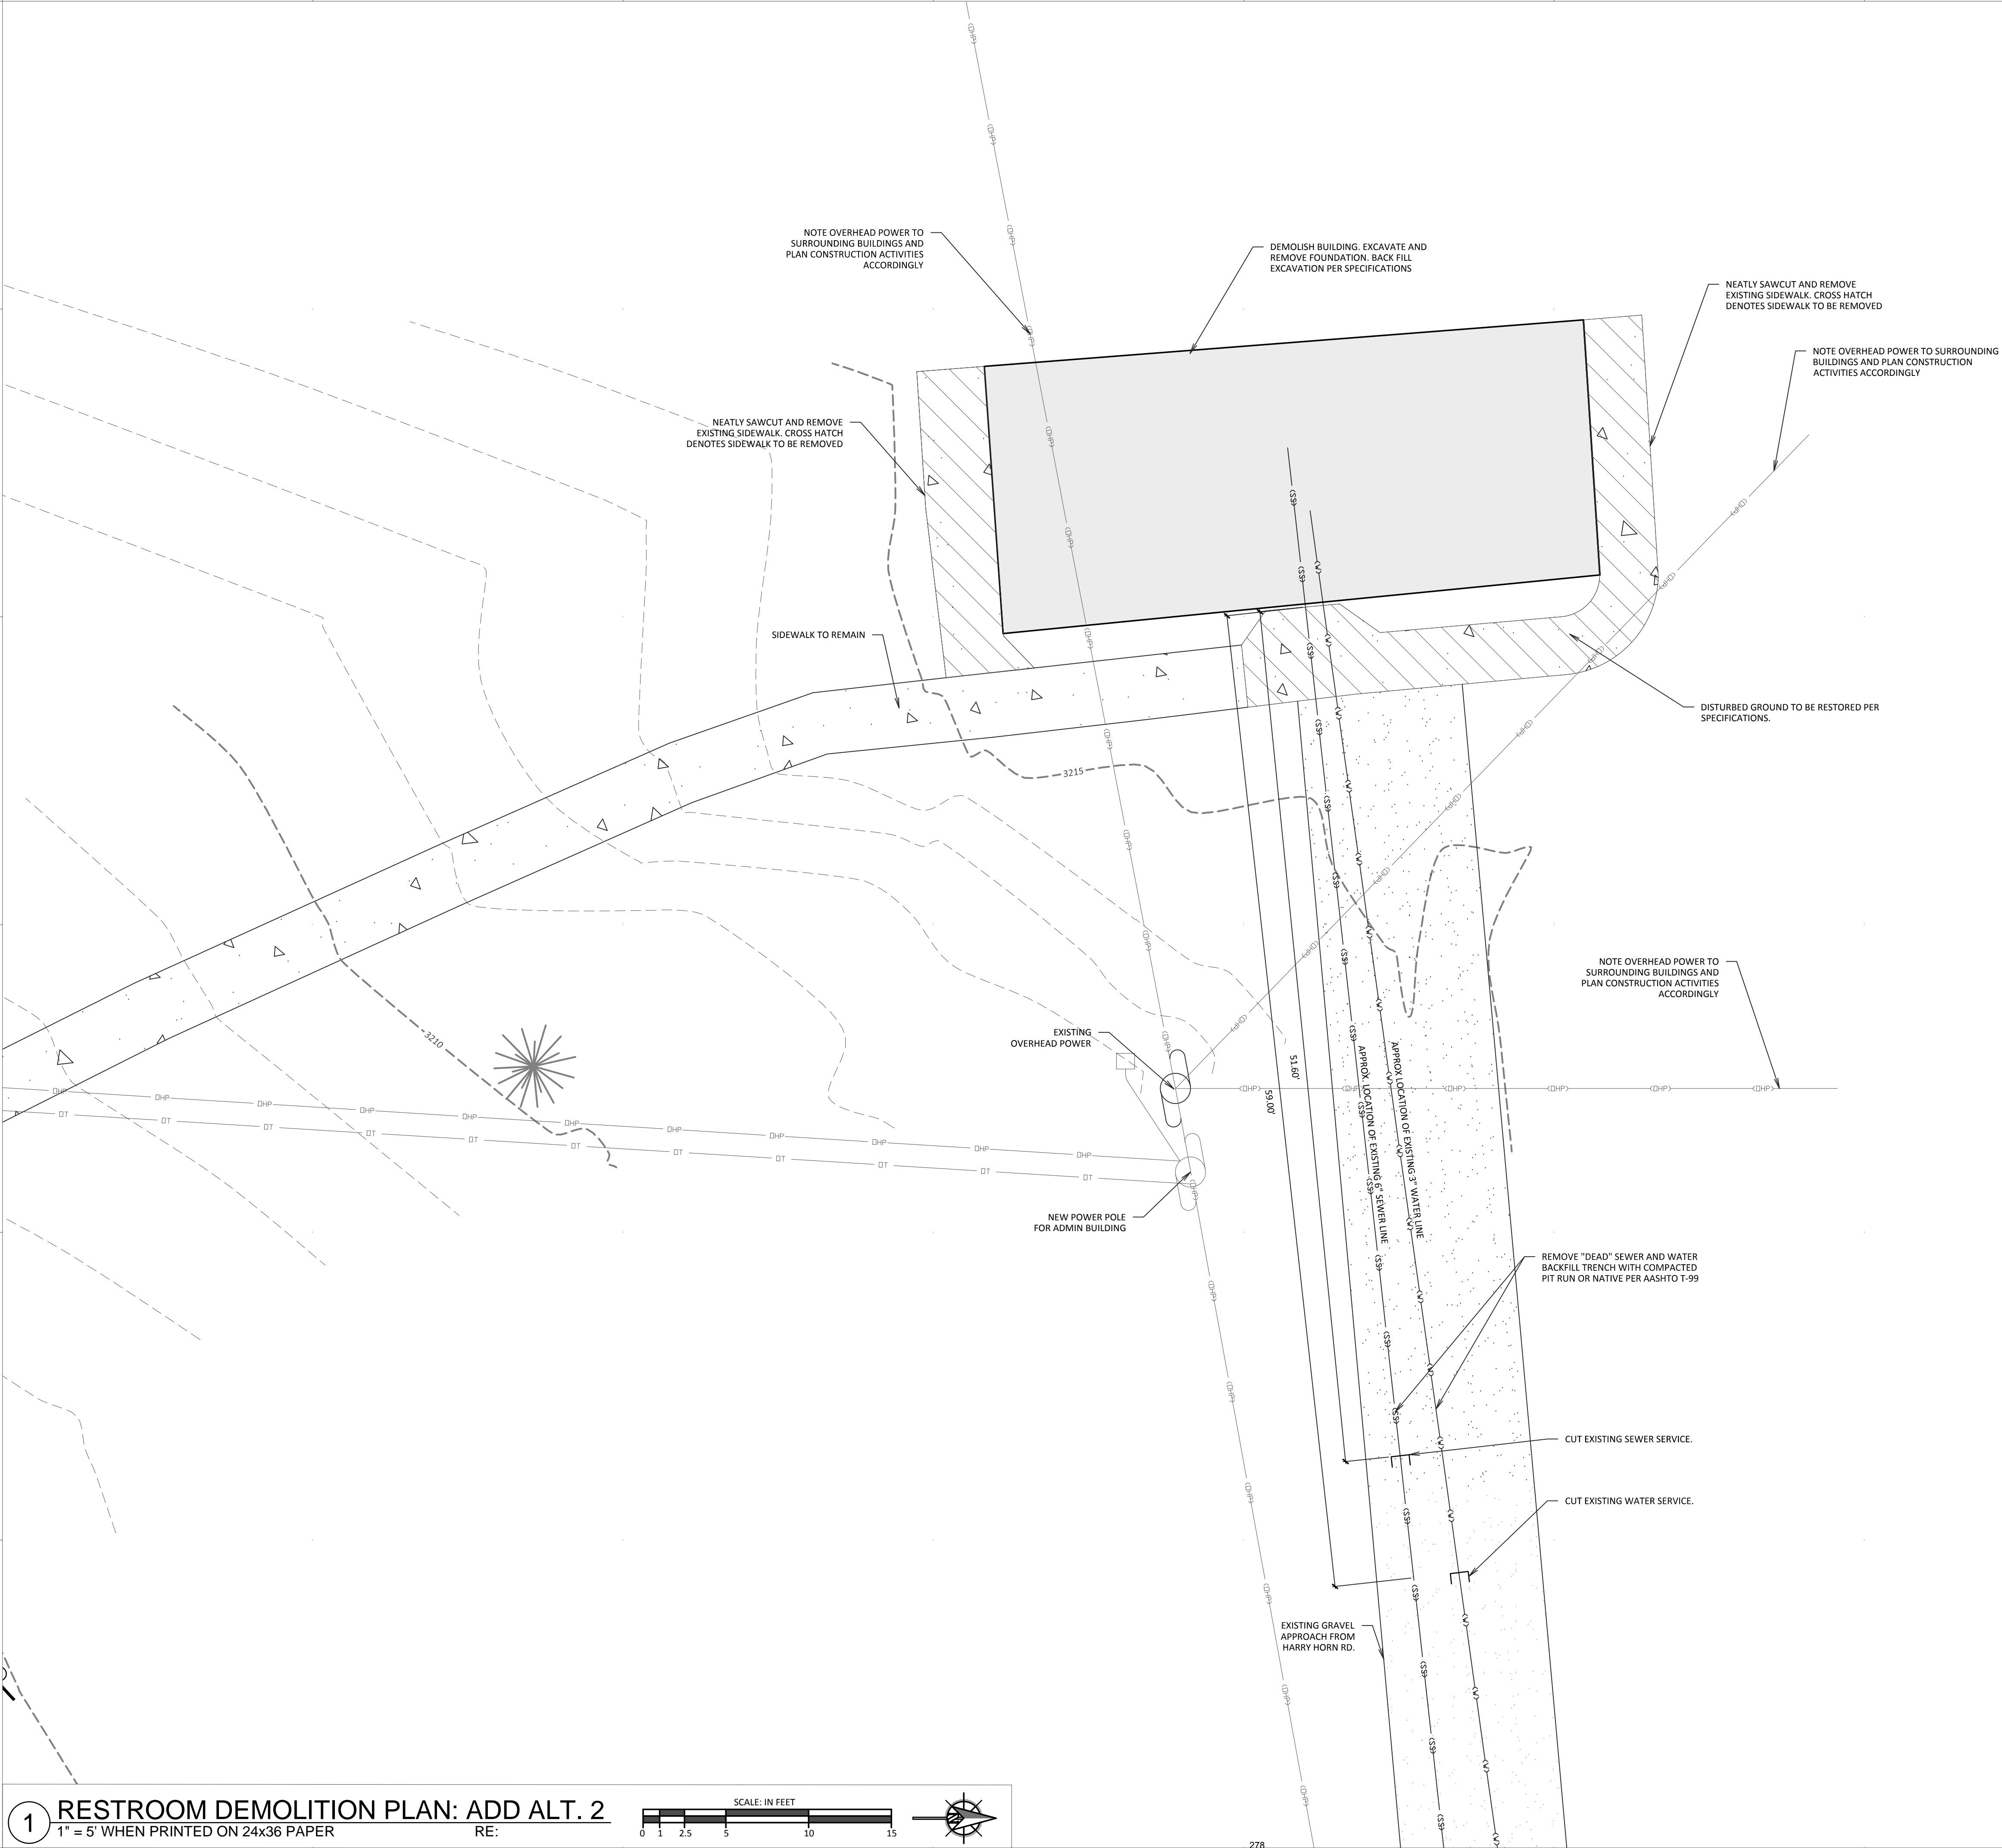 NOTE OVERHEAD POWER TO
SURROUNDING BUILDINGS AND
PLAN CONSTRUCTION ACTIVITIES
ACCORDINGLY
DEMOLISH BUILDING. EXCAVATE AND
REMOVE FOUNDATION. BACK FILL
EXCAVATION PER SPECIFICATIONS
NEATLY SAWCUT AND REMOVE
EXISTING SIDEWALK. CROSS HATCH
DENOTES SIDEWALK TO BE REMOVED
NOTE OVERHEAD POWER TO SURROUNDING
BUILDINGS AND PLAN CONSTRUCTION
ACTIVITIES ACCORDINGLY
NEATLY SAWCUT AND REMOVE
EXISTING SIDEWALK. CROSS HATCH
DENOTES SIDEWALK TO BE REMOVED
SIDEWALK TO REMAIN
DISTURBED GROUND TO BE RESTORED PER
SPECIFICATIONS.
3215
NOTE OVERHEAD POWER TO
SURROUNDING BUILDINGS AND
PLAN CONSTRUCTION ACTIVITIES
ACCORDINGLY
3210
EXISTING
OVERHEAD POWER
51.60'
59.00'
APPROX. LOCATION OF EXISTING 6" SEWER LINE
APPROX LOCATION OF EXISTING 3" WATER LINE
(OHP)
(SS)
(W)
OHP
OT
NEW POWER POLE
FOR ADMIN BUILDING
REMOVE "DEAD" SEWER AND WATER
BACKFILL TRENCH WITH COMPACTED
PIT RUN OR NATIVE PER AASHTO T-99
CUT EXISTING SEWER SERVICE.
CUT EXISTING WATER SERVICE.
EXISTING GRAVEL
APPROACH FROM
HARRY HORN RD.
1
RESTROOM DEMOLITION PLAN: ADD ALT. 2
1" = 5' WHEN PRINTED ON 24x36 PAPER RE:
SCALE: IN FEET
0 1 2.5 5 10 15
N
278